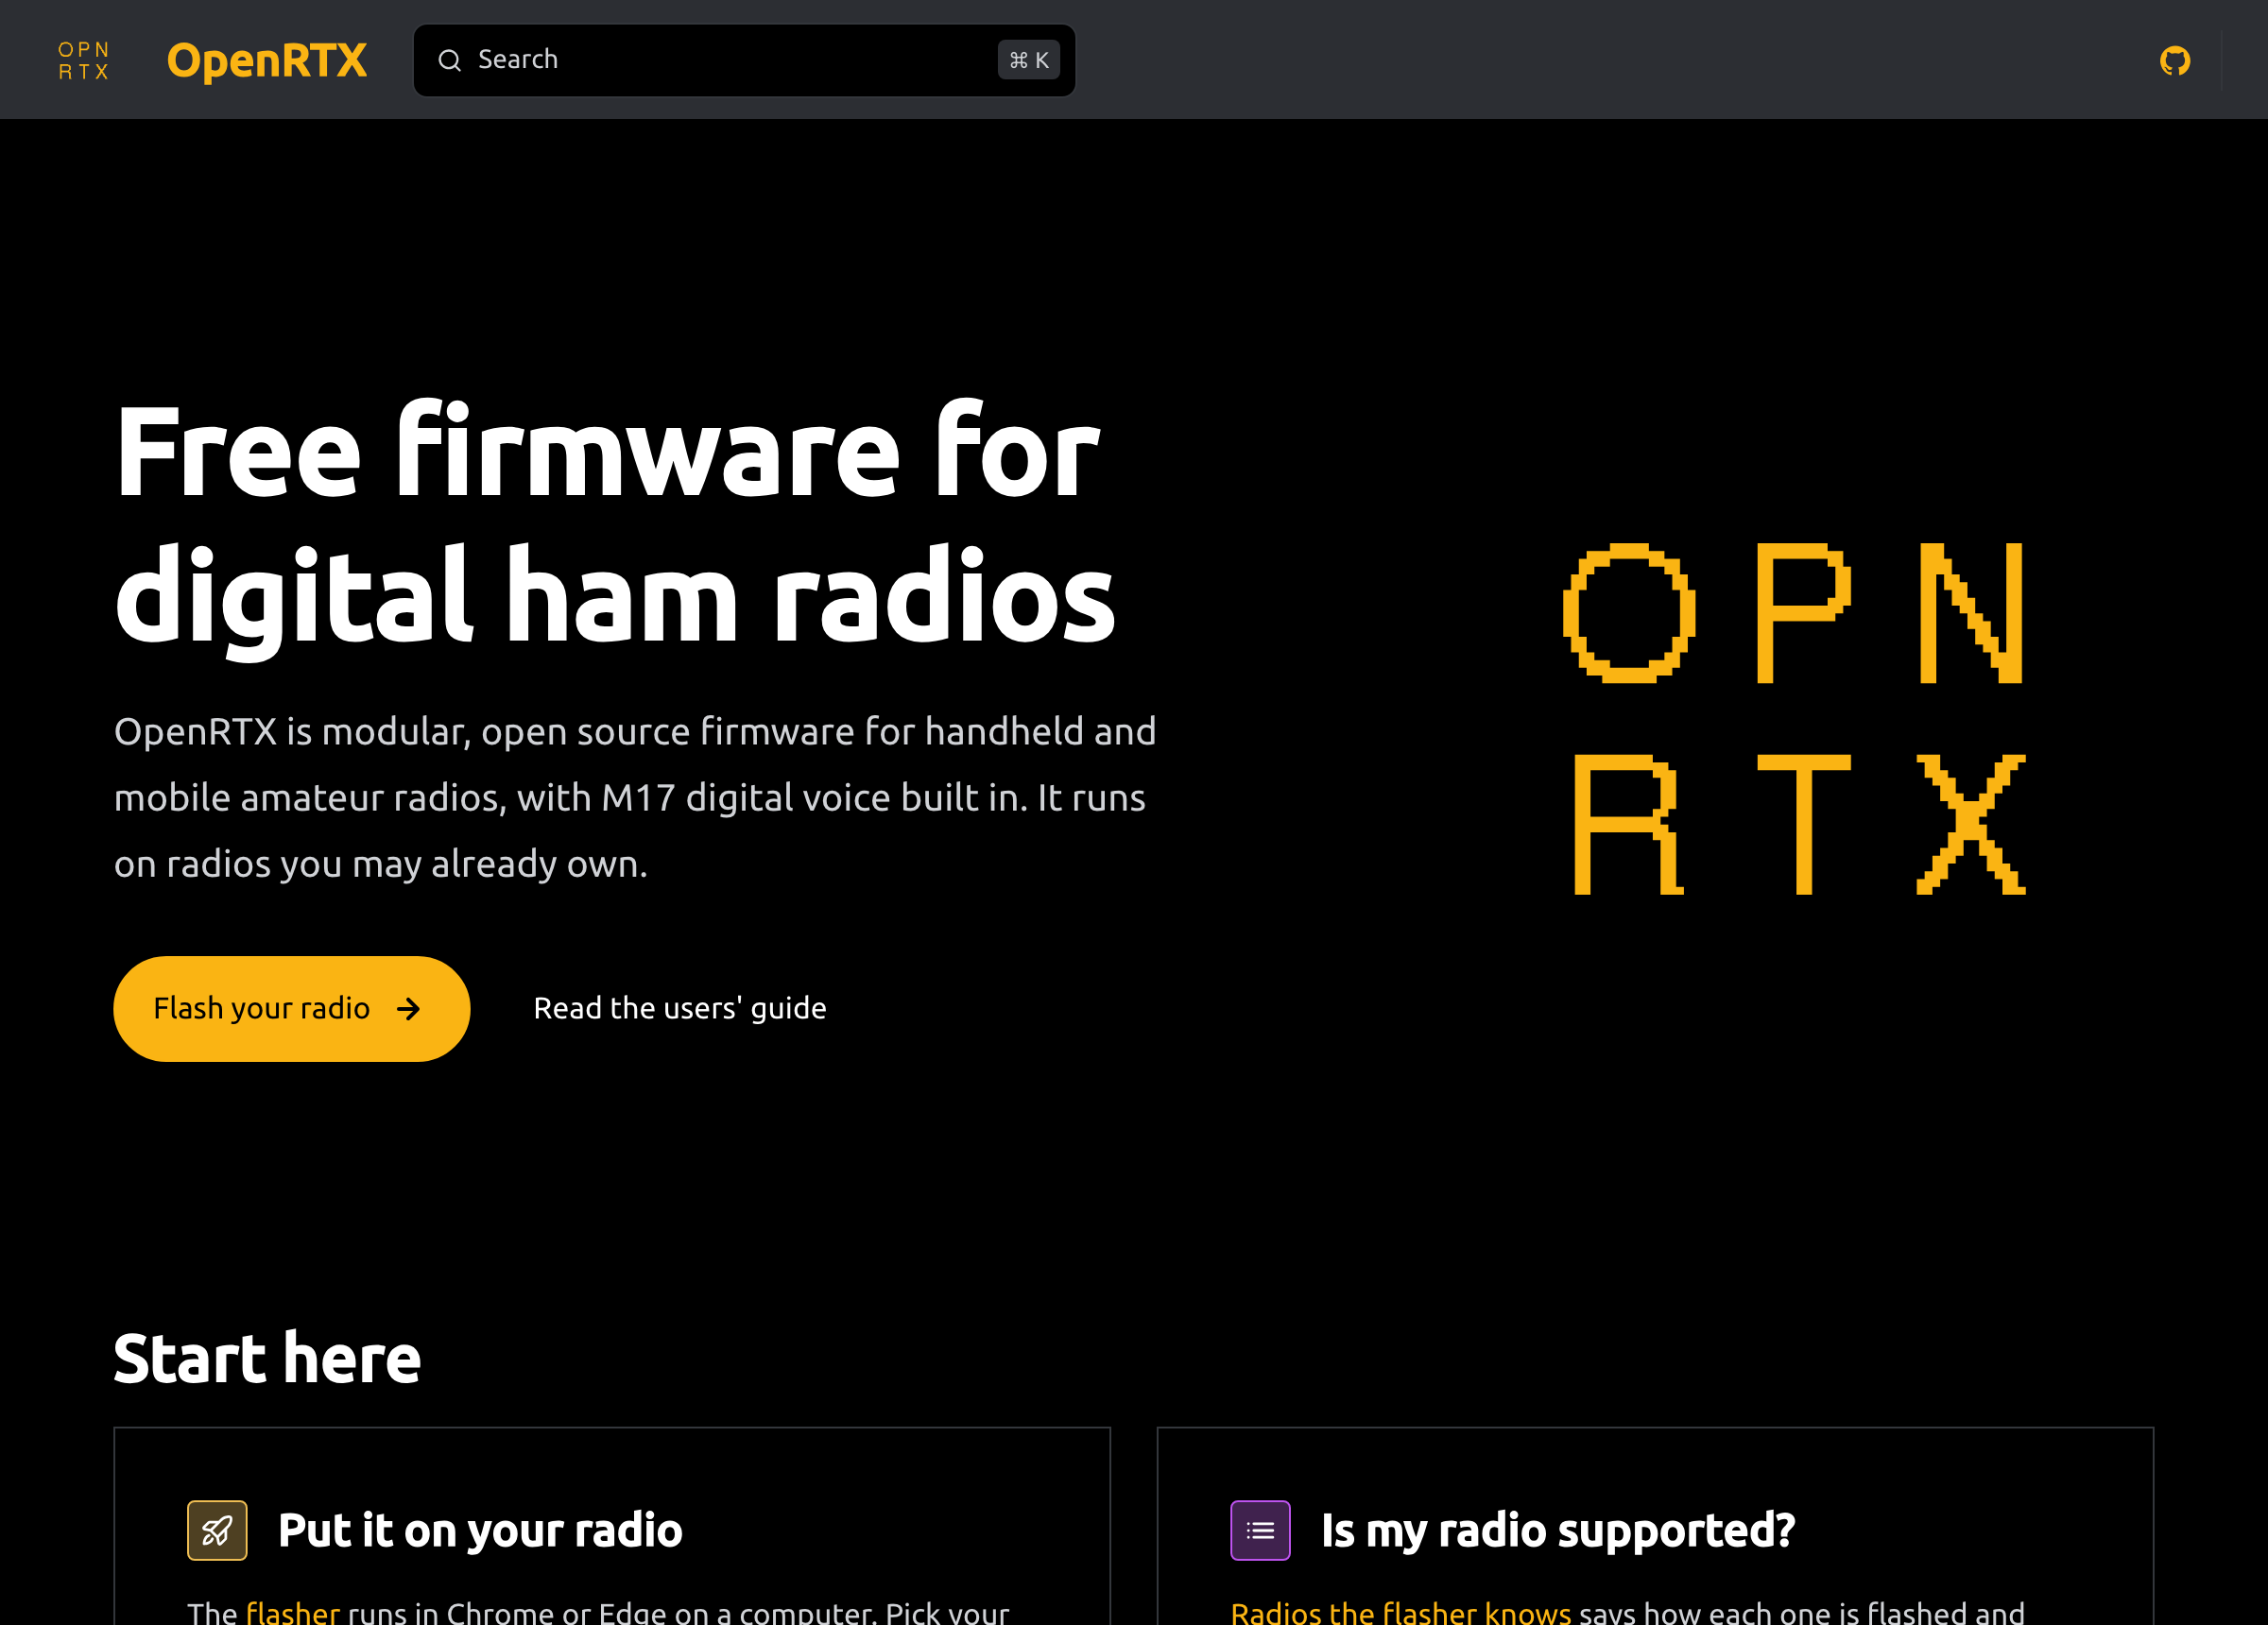 OPN
RTX
OpenRTX
Search
⌘ K
Free firmware for
digital ham radios
OpenRTX is modular, open source firmware for handheld and
mobile amateur radios, with M17 digital voice built in. It runs
on radios you may already own.
Flash your radio
Read the users' guide
OPN
RTX
Start here
Put it on your radio
The flasher runs in Chrome or Edge on a computer. Pick your
Is my radio supported?
Radios the flasher knows says how each one is flashed and